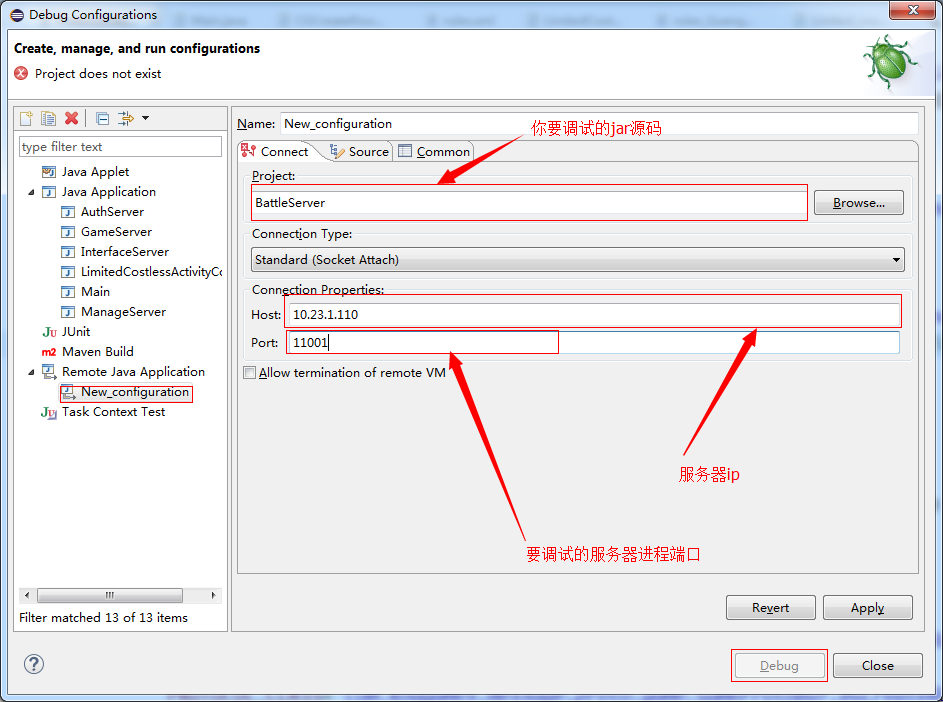 Debug Configurations
Create, manage, and run configurations
Project does not exist
type filter text
Java Applet
Java Application
AuthServer
GameServer
InterfaceServer
LimitedCostlessActivityCo
Main
ManageServer
JUnit
Maven Build
Remote Java Application
New_configuration
Task Context Test
Filter matched 13 of 13 items
Name: New_configuration
你要调试的jar源码
Connect Source Common
Project:
BattleServer Browse...
Connection Type:
Standard (Socket Attach)
Connection Properties:
Host: 10.23.1.110
Port: 11001
Allow termination of remote VM
服务器ip
要调试的服务器进程端口
Revert Apply
Debug Close